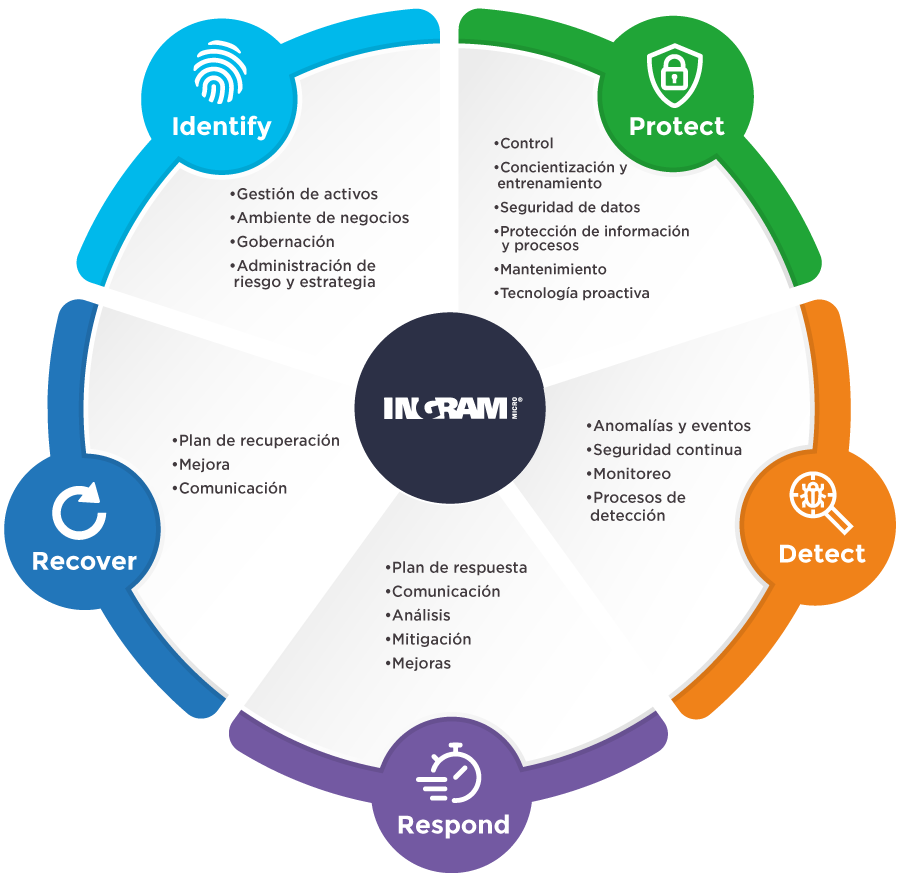 Identify
•Gestión de activos
•Ambiente de negocios
•Gobernación
•Administración de
riesgo y estrategia
Protect
•Control
•Concientización y
entrenamiento
•Seguridad de datos
•Protección de información
y procesos
•Mantenimiento
•Tecnología proactiva
INGRAM MICRO®
•Anomalías y eventos
•Seguridad continua
•Monitoreo
•Procesos de
detección
Detect
•Plan de respuesta
•Comunicación
•Análisis
•Mitigación
•Mejoras
Respond
•Plan de recuperación
•Mejora
•Comunicación
Recover